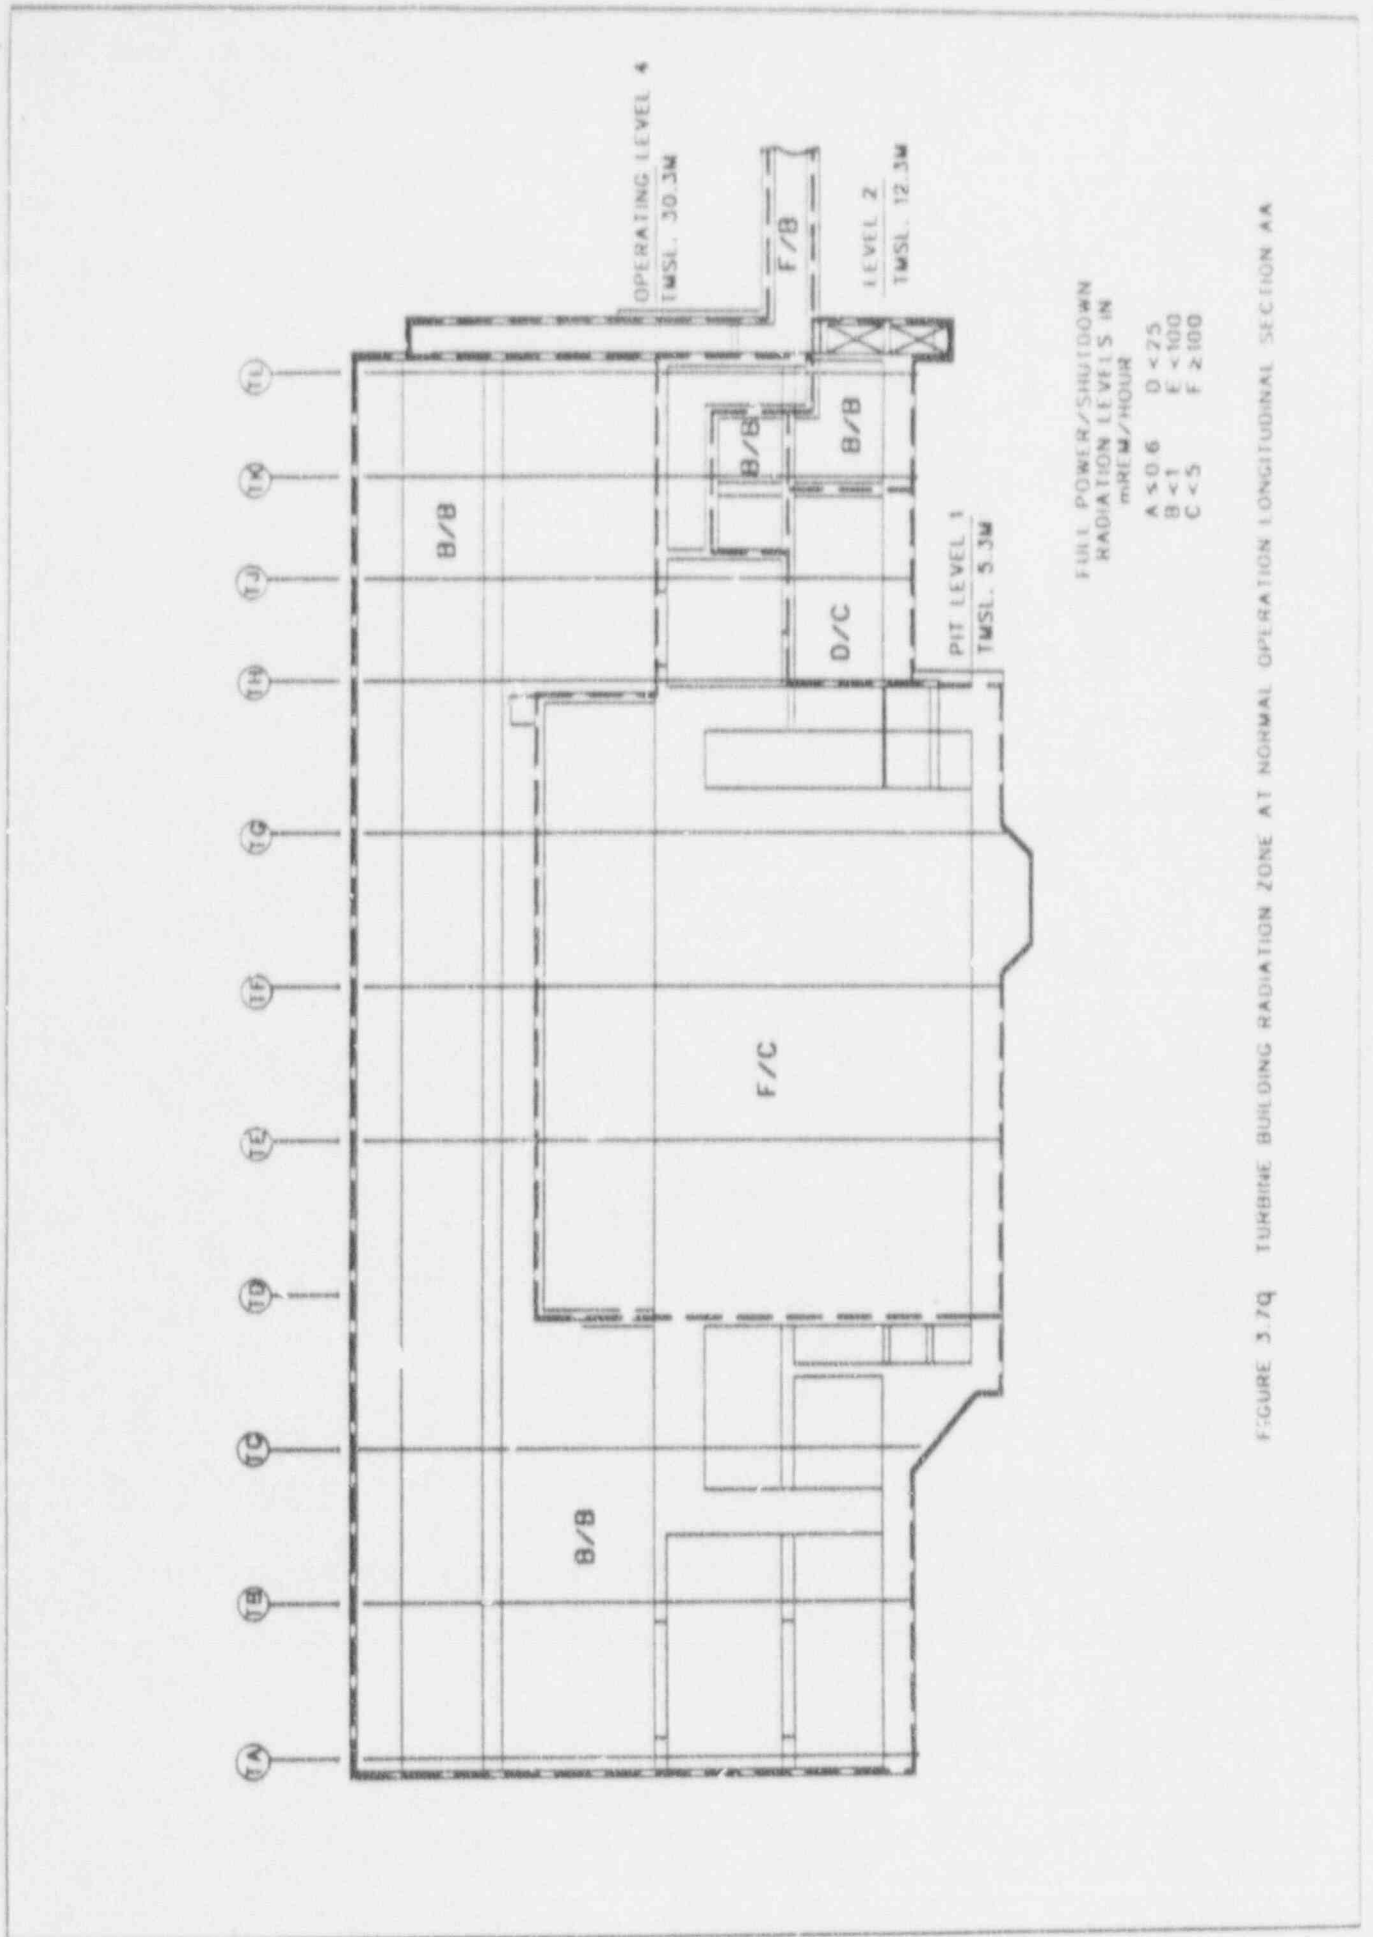 TA
TB
TC
TD
TE
TF
TG
TH
TJ
TK
TL
B/B
B/B
F/C
D/C
B/B
B/B
F/B
OPERATING LEVEL 4
TMSL. 30.3M
LEVEL 2
TMSL. 12.3M
PIT LEVEL 1
TMSL. 5.3M
FULL POWER/SHUTDOWN
RADIATION LEVELS IN
mREM/HOUR
A ≤0.6 D <25
B <1 E <100
C <5 F ≥100
FIGURE 3.7q TURBINE BUILDING RADIATION ZONE AT NORMAL OPERATION LONGITUDINAL SECTION AA